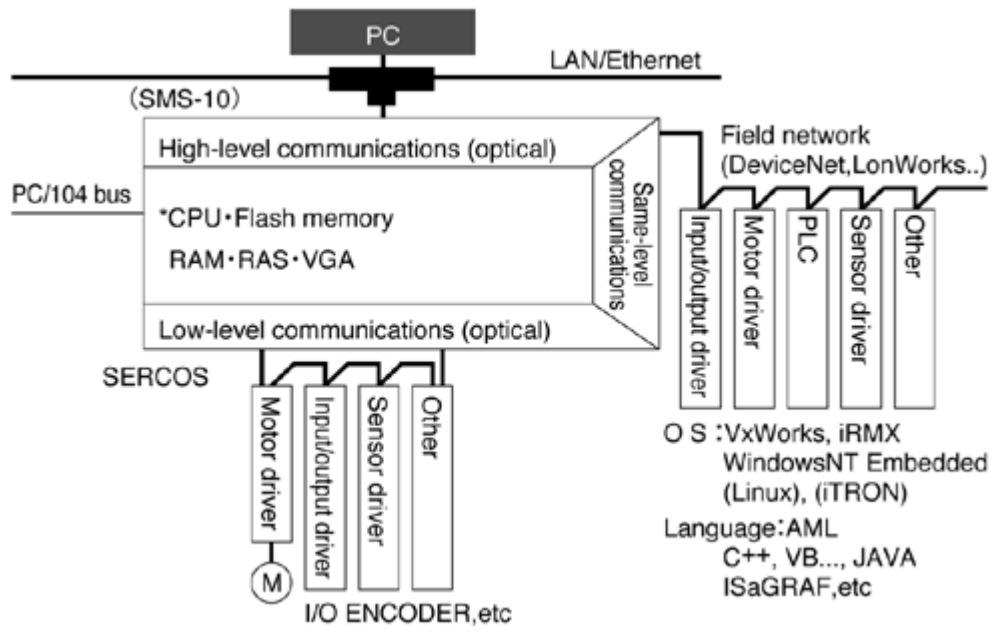 PC
LAN/Ethernet
(SMS-10)
High-level communications (optical)
Same-level
communications
Field network
(DeviceNet,LonWorks..)
PC/104 bus
*CPU・Flash memory
RAM・RAS・VGA
Input/output driver
Motor driver
PLC
Sensor driver
Other
Low-level communications (optical)
SERCOS
Motor driver
Input/output driver
Sensor driver
Other
M
I/O ENCODER,etc
O S :VxWorks, iRMX
WindowsNT Embedded
(Linux), (iTRON)
Language:AML
C++, VB..., JAVA
ISaGRAF,etc